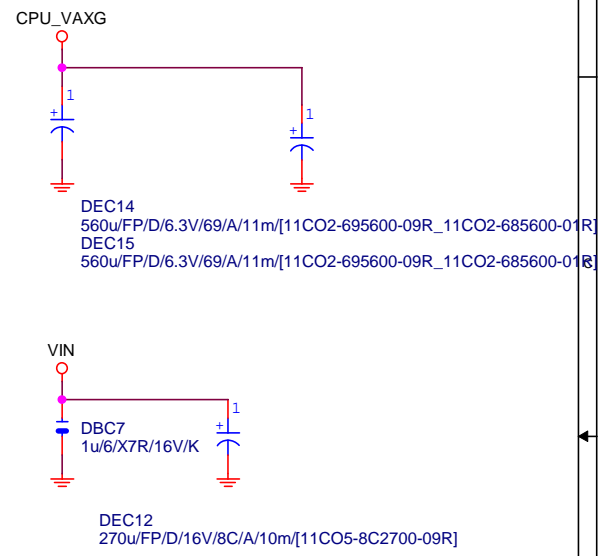 CPU_VAXG
1
+
1
+
DEC14
560u/FP/D/6.3V/69/A/11m/[11CO2-695600-09R_11CO2-685600-01R]
DEC15
560u/FP/D/6.3V/69/A/11m/[11CO2-695600-09R_11CO2-685600-01R]
C
VIN
1
+
DBC7
1u/6/X7R/16V/K
DEC12
270u/FP/D/16V/8C/A/10m/[11CO5-8C2700-09R]